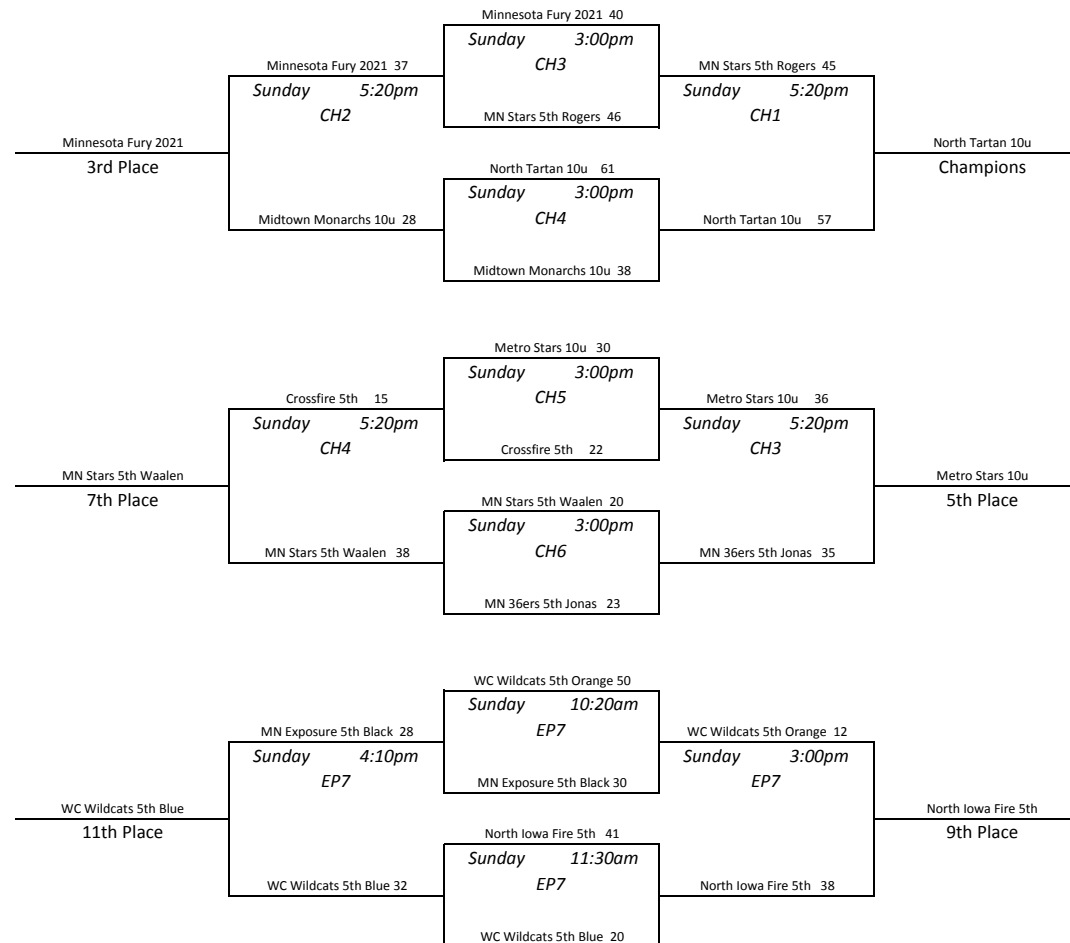 Minnesota Fury 2021 40
Sunday 3:00pm
CH3
Minnesota Fury 2021 37
MN Stars 5th Rogers 45
Sunday 5:20pm
CH2
Sunday 5:20pm
CH1
MN Stars 5th Rogers 46
Minnesota Fury 2021
3rd Place
North Tartan 10u
Champions
North Tartan 10u 61
Sunday 3:00pm
CH4
Midtown Monarchs 10u 28
North Tartan 10u 57
Midtown Monarchs 10u 38
Metro Stars 10u 30
Sunday 3:00pm
CH5
Crossfire 5th 15
Metro Stars 10u 36
Sunday 5:20pm
CH4
Sunday 5:20pm
CH3
Crossfire 5th 22
MN Stars 5th Waalen
7th Place
Metro Stars 10u
5th Place
MN Stars 5th Waalen 20
Sunday 3:00pm
CH6
MN Stars 5th Waalen 38
MN 36ers 5th Jonas 35
MN 36ers 5th Jonas 23
WC Wildcats 5th Orange 50
Sunday 10:20am
EP7
MN Exposure 5th Black 28
WC Wildcats 5th Orange 12
Sunday 4:10pm
EP7
Sunday 3:00pm
EP7
MN Exposure 5th Black 30
WC Wildcats 5th Blue
11th Place
North Iowa Fire 5th
9th Place
North Iowa Fire 5th 41
Sunday 11:30am
EP7
WC Wildcats 5th Blue 32
North Iowa Fire 5th 38
WC Wildcats 5th Blue 20